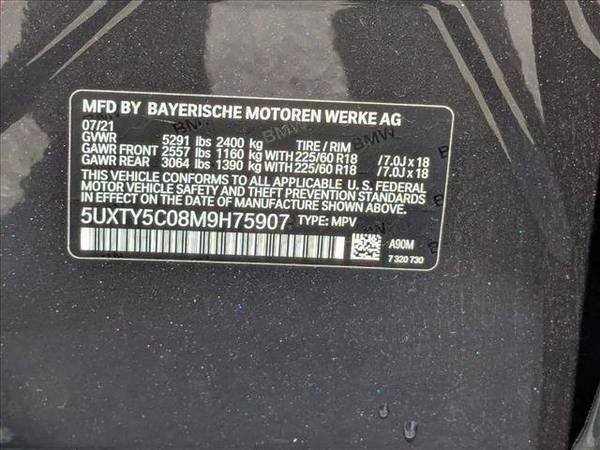 MFD BY BAYERISCHE MOTOREN WERKE AG
07/21
GVWR 5291 lbs 2400 kg TIRE / RIM
GAWR FRONT 2557 lbs 1160 kg WITH 225/60 R18 /7.0J x 18
GAWR REAR 3064 lbs 1390 kg WITH 225/60 R18 /7.0J x 18
THIS VEHICLE CONFORMS TO ALL APPLICABLE U. S. FEDERAL
MOTOR VEHICLE SAFETY AND THEFT PREVENTION STANDARDS
IN EFFECT ON THE DATE OF MANUFACTURE SHOWN ABOVE.
5UXTY5C08M9H75907 TYPE: MPV
A90M
7 320 730